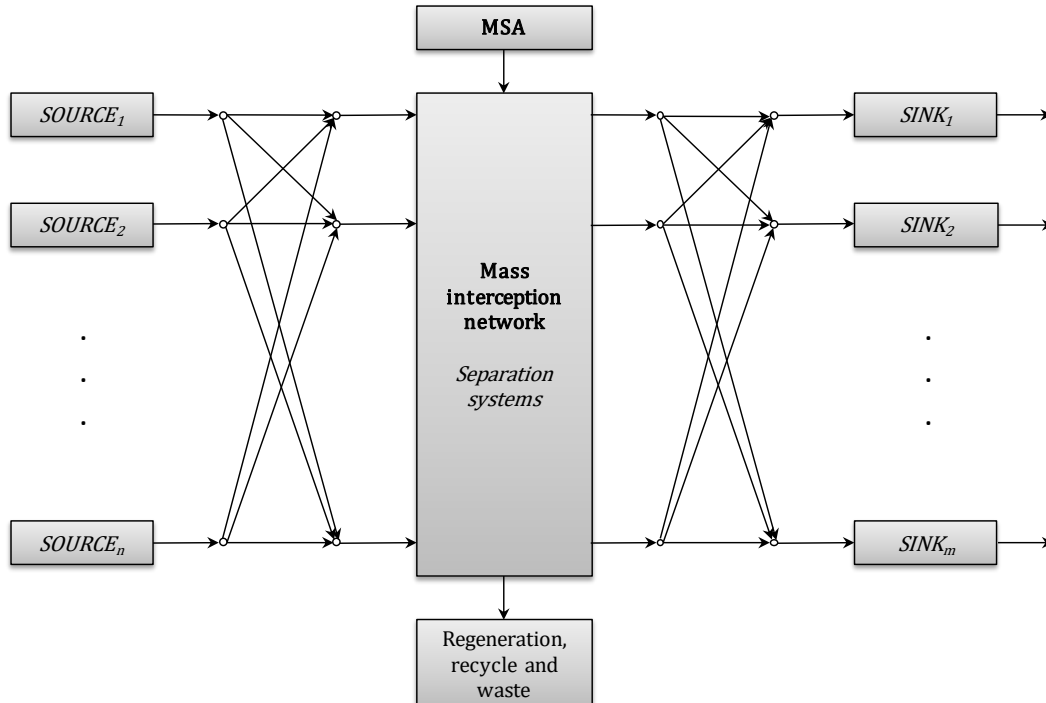 MSA
SOURCE₁
SINK₁
SOURCE₂
SINK₂
Mass
interception
network
Separation
systems
.
.
.
.
.
.
SOURCEₙ
SINKₘ
Regeneration,
recycle and
waste